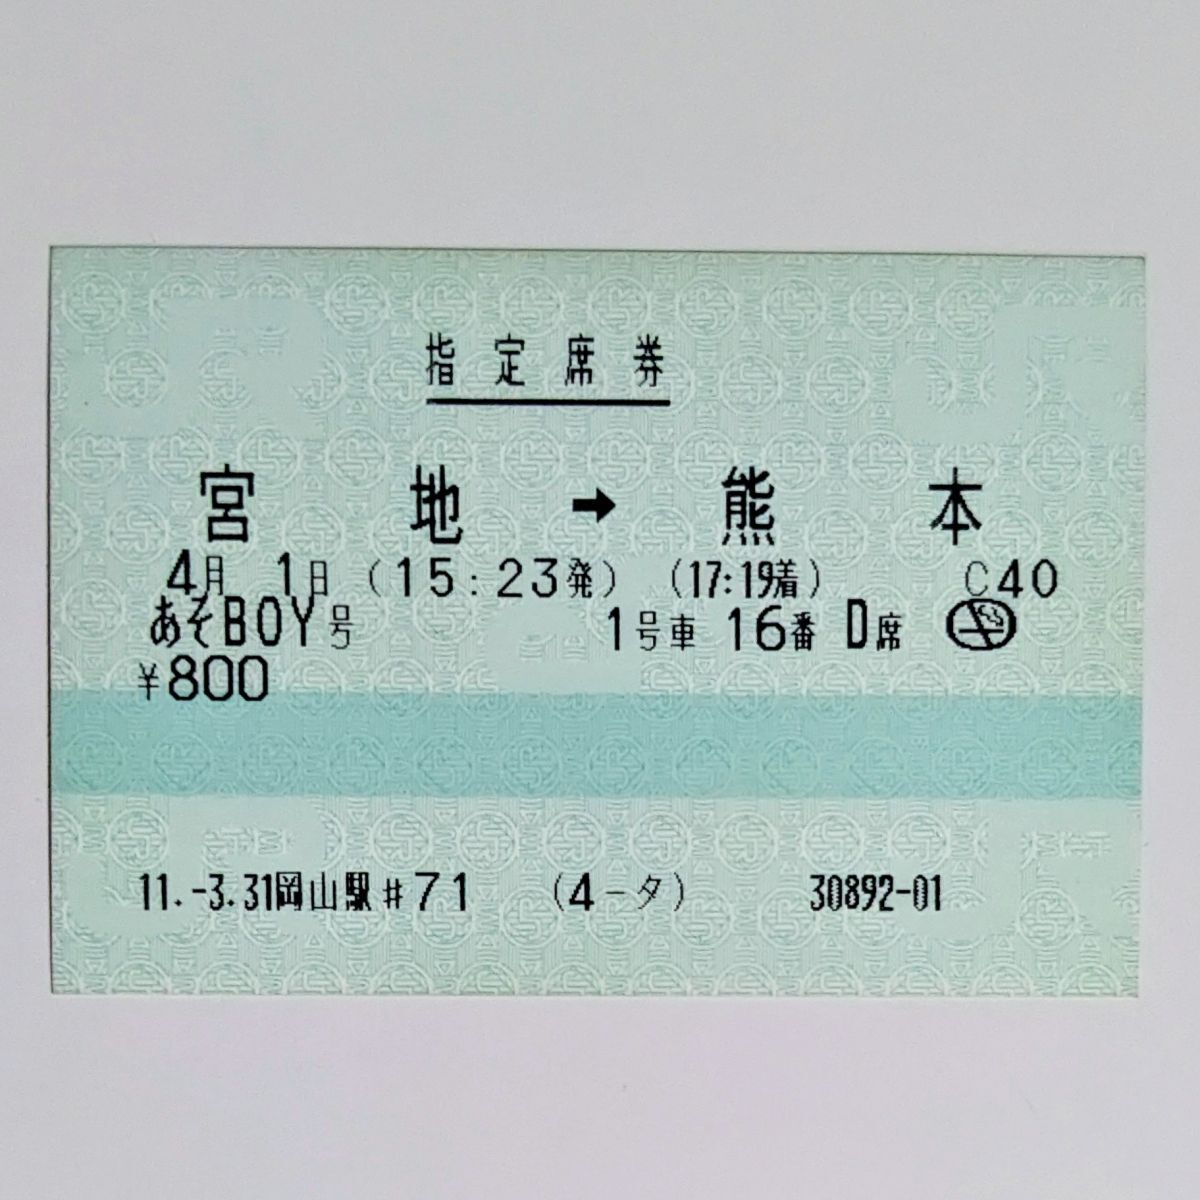 指定席券
宮地→熊本
4月 1日(15:23発) (17:19着) C40
あそBOY号 1号車 16番 D席
¥800
11.-3.31岡山駅#71 (4-タ) 30892-01